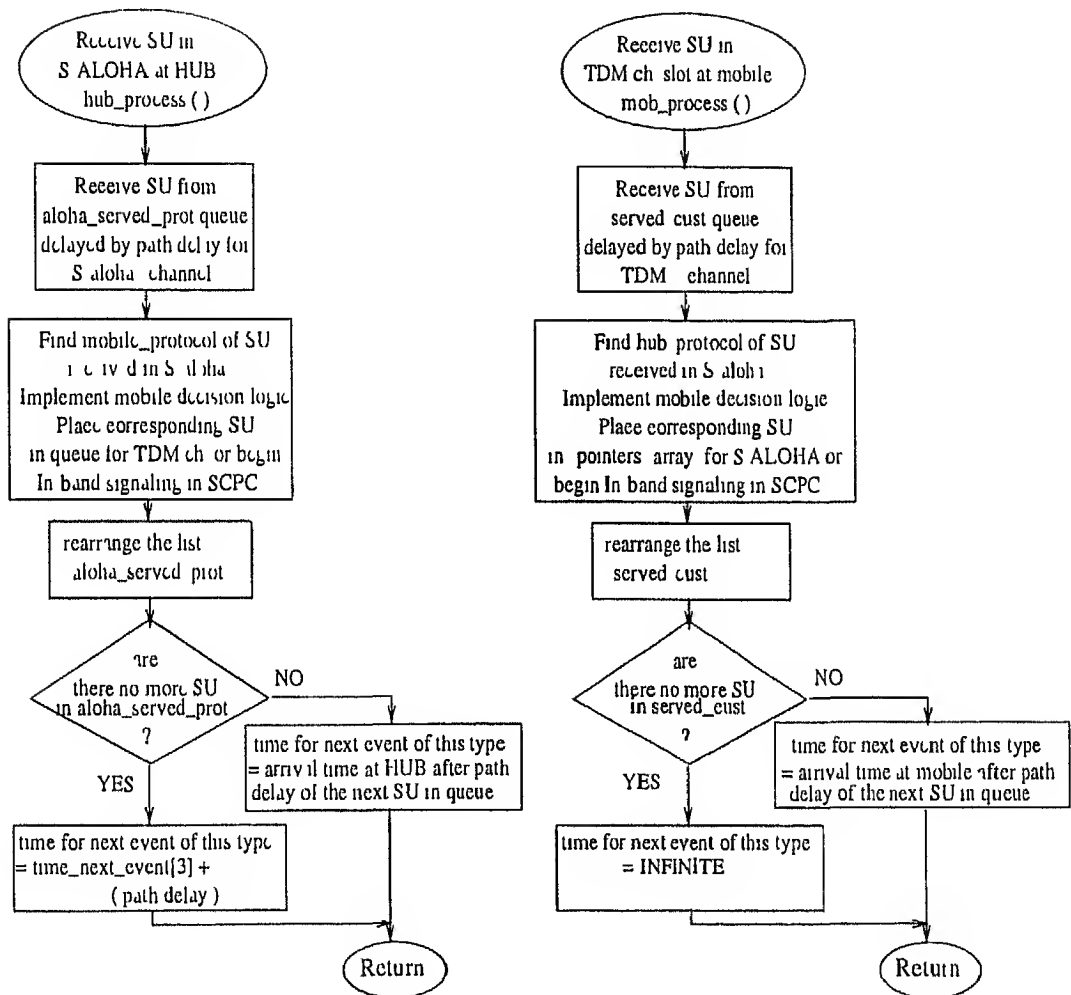 Receive SU in
S ALOHA at HUB
hub_process ( )
Receive SU from
aloha_served_prot queue
delayed by path delay for
S aloha channel
Find mobile_protocol of SU
in S aloha
Implement mobile decision logic
Place corresponding SU
in queue for TDM ch or begin
In band signaling in SCPC
rearrange the list
aloha_served prot
are
there no more SU
in aloha_served_prot
?
NO
YES
time for next event of this type
= arrival time at HUB after path
delay of the next SU in queue
time for next event of this type
= time_next_event[3] +
( path delay )
Return
Receive SU in
TDM ch slot at mobile
mob_process ( )
Receive SU from
served cust queue
delayed by path delay for
TDM channel
Find hub protocol of SU
received in S aloha
Implement mobile decision logic
Place corresponding SU
in pointers array for S ALOHA or
begin In band signaling in SCPC
rearrange the list
served cust
are
there no more SU
in served_cust
?
NO
YES
time for next event of this type
= arrival time at mobile after path
delay of the next SU in queue
time for next event of this type
= INFINITE
Return